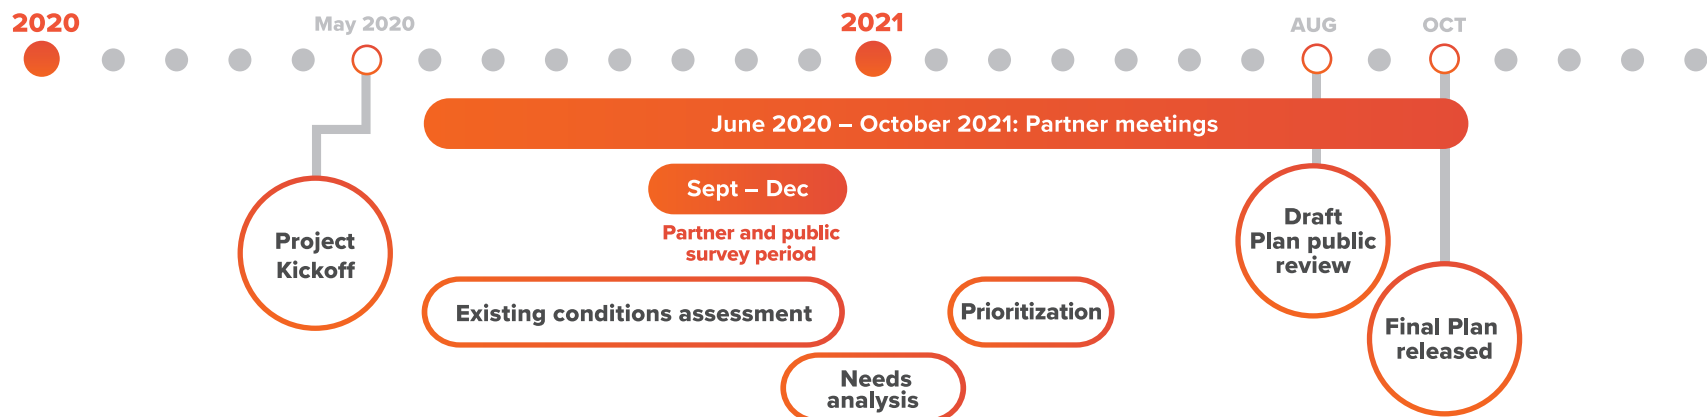 2020
May 2020
2021
AUG
OCT
June 2020 – October 2021: Partner meetings
Sept – Dec
Partner and public
survey period
Project
Kickoff
Draft
Plan public
review
Existing conditions assessment
Prioritization
Final Plan
released
Needs
analysis